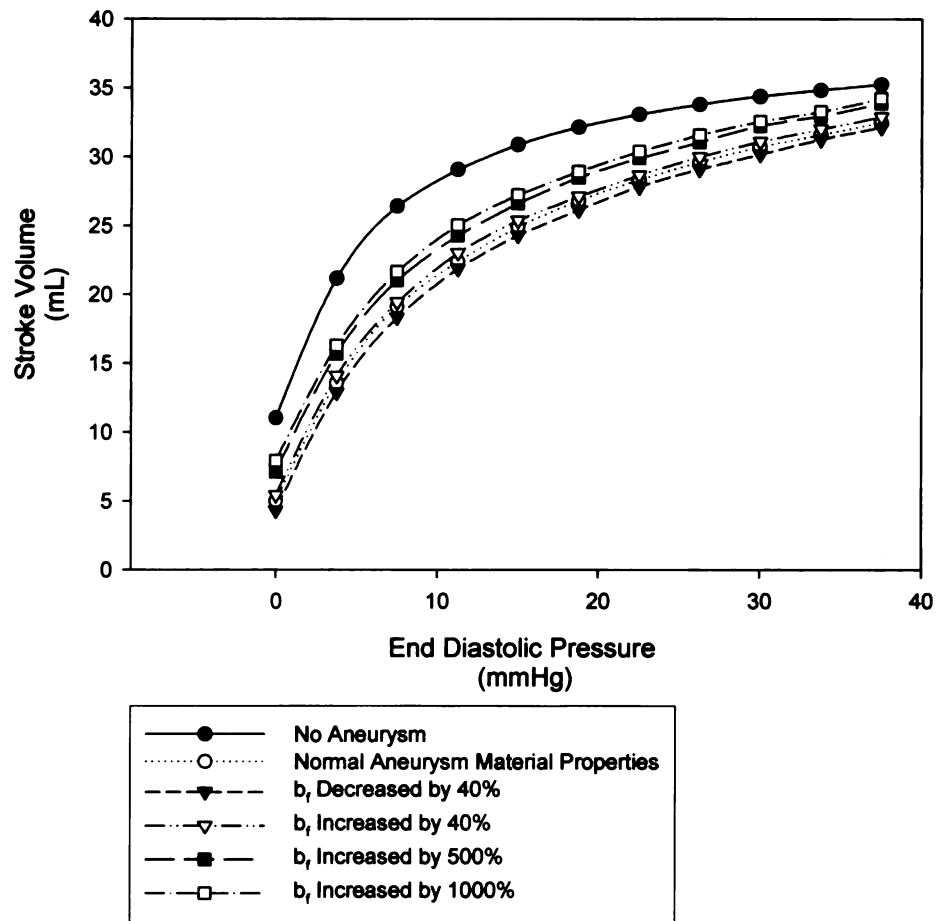 40
35
30
25
20
15
10
5
0
Stroke Volume
(mL)
0 10 20 30 40
End Diastolic Pressure
(mmHg)
No Aneurysm
Normal Aneurysm Material Properties
bf Decreased by 40%
bf Increased by 40%
bf Increased by 500%
bf Increased by 1000%